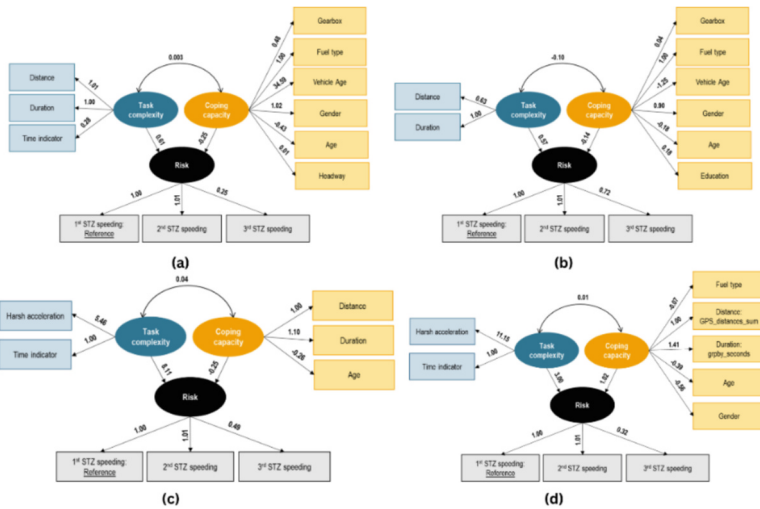 Gearbox
Fuel type
Vehicle Age
Gender
Age
Headway
0.48
1.00
34.59
1.02
-0.43
0.01
0.003
Distance
Duration
Time indicator
1.01
1.00
0.28
Task
complexity
Coping
capacity
0.61
-0.25
Risk
1.00
1.01
0.25
1st STZ speeding:
Reference
2nd STZ speeding
3rd STZ speeding
(a)
Gearbox
Fuel type
Vehicle Age
Gender
Age
Education
0.04
1.00
-1.25
0.90
-0.18
0.18
-0.10
Distance
Duration
0.63
1.00
Task
complexity
Coping
capacity
0.57
-0.14
Risk
1.00
1.01
0.72
1st STZ speeding:
Reference
2nd STZ speeding
3rd STZ speeding
(b)
0.04
Harsh acceleration
Time indicator
5.46
1.00
Task
complexity
Coping
capacity
1.00
1.10
-0.26
Distance
Duration
Age
8.11
-0.25
Risk
1.00
1.01
0.49
1st STZ speeding:
Reference
2nd STZ speeding
3rd STZ speeding
(c)
0.01
Harsh acceleration
Time indicator
11.15
1.00
Task
complexity
Coping
capacity
-0.07
1.00
1.41
-0.39
-0.56
Fuel type
Distance:
GPS_distances_sum
Duration:
grpby_seconds
Age
Gender
3.00
1.02
Risk
1.00
1.01
0.32
1st STZ speeding:
Reference
2nd STZ speeding
3rd STZ speeding
(d)